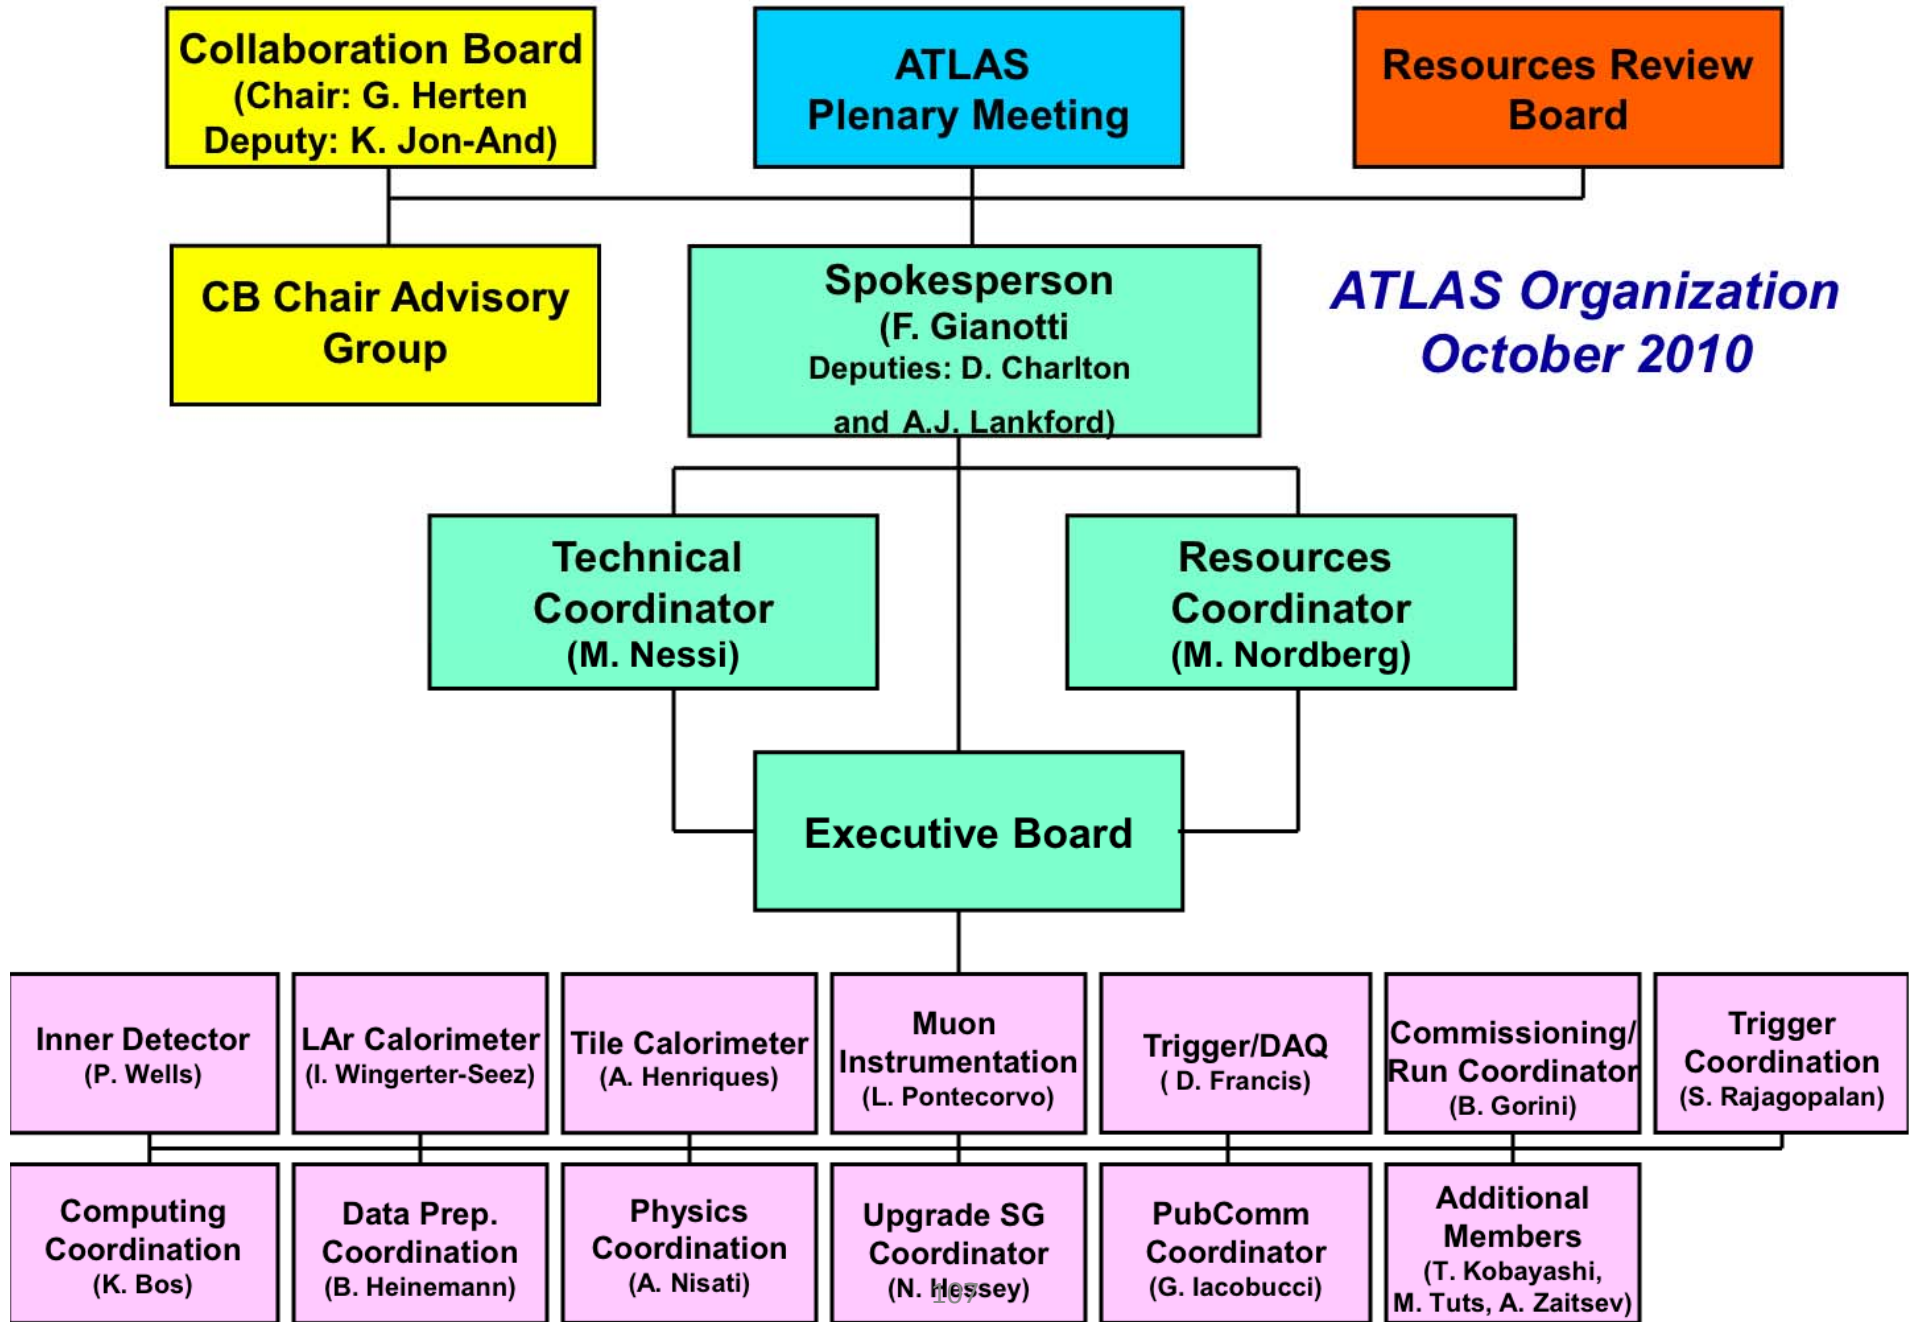 Collaboration Board
(Chair: G. Herten
Deputy: K. Jon-And)
ATLAS
Plenary Meeting
Resources Review
Board
CB Chair Advisory
Group
Spokesperson
(F. Gianotti
Deputies: D. Charlton
and A.J. Lankford)
ATLAS Organization
October 2010
Technical
Coordinator
(M. Nessi)
Resources
Coordinator
(M. Nordberg)
Executive Board
Inner Detector
(P. Wells)
LAr Calorimeter
(I. Wingerter-Seez)
Tile Calorimeter
(A. Henriques)
Muon
Instrumentation
(L. Pontecorvo)
Trigger/DAQ
( D. Francis)
Commissioning/
Run Coordinator
(B. Gorini)
Trigger
Coordination
(S. Rajagopalan)
Computing
Coordination
(K. Bos)
Data Prep.
Coordination
(B. Heinemann)
Physics
Coordination
(A. Nisati)
Upgrade SG
Coordinator
(N. Hessey)
107
PubComm
Coordinator
(G. Iacobucci)
Additional
Members
(T. Kobayashi,
M. Tuts, A. Zaitsev)